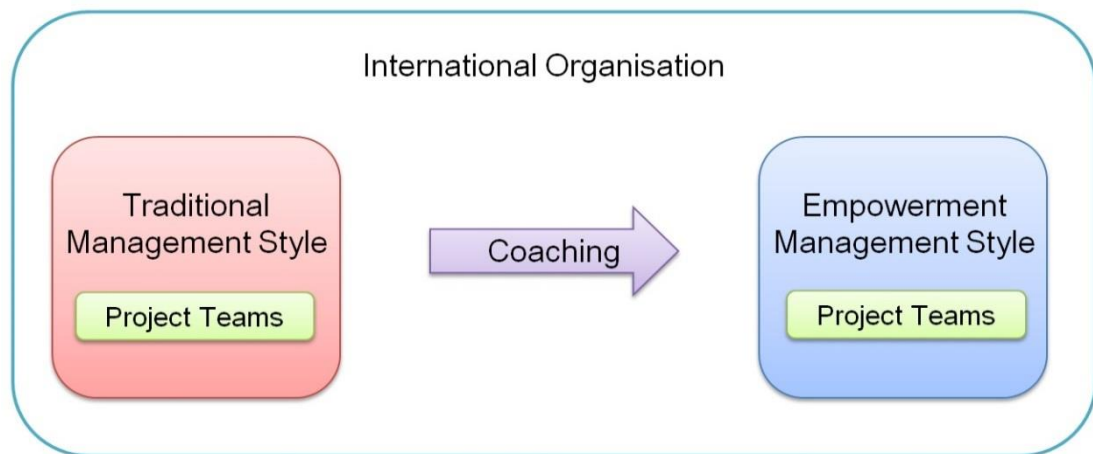 International Organisation
Traditional
Management Style
Project Teams
Coaching
Empowerment
Management Style
Project Teams